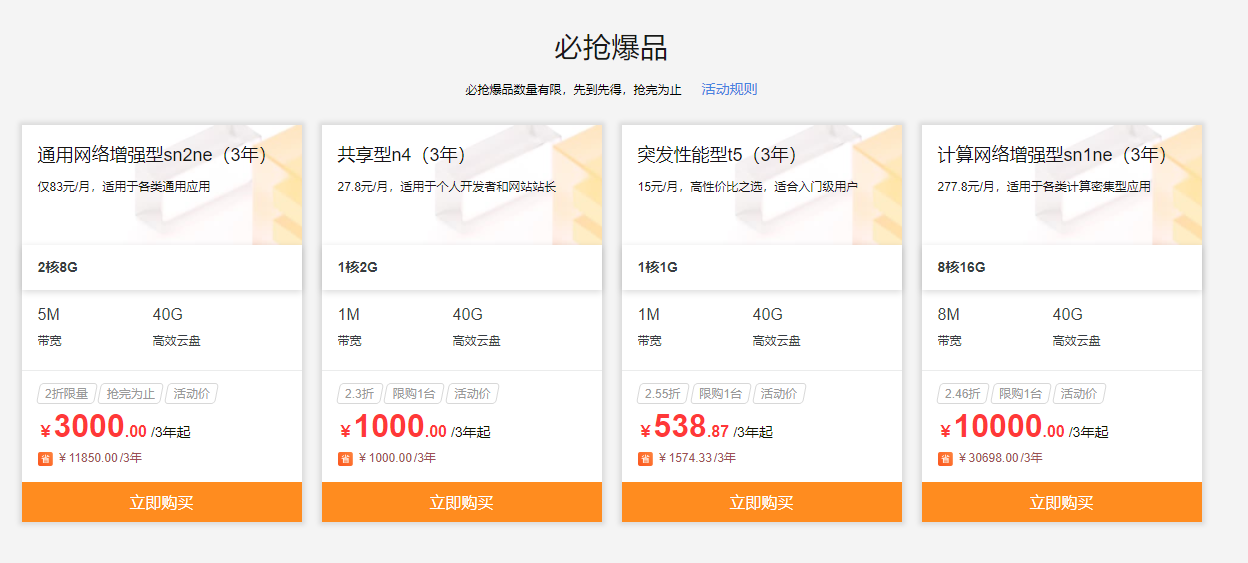 必抢爆品
必抢爆品数量有限，先到先得，抢完为止 活动规则
通用网络增强型sn2ne（3年）
仅83元/月，适用于各类通用应用
2核8G
5M 40G
带宽 高效云盘
2折限量 抢完为止 活动价
¥3000.00 /3年起
省 ¥11850.00/3年
立即购买
共享型n4（3年）
27.8元/月，适用于个人开发者和网站站长
1核2G
1M 40G
带宽 高效云盘
2.3折 限购1台 活动价
¥1000.00 /3年起
省 ¥1000.00/3年
立即购买
突发性能型t5（3年）
15元/月，高性价比之选，适合入门级用户
1核1G
1M 40G
带宽 高效云盘
2.55折 限购1台 活动价
¥538.87 /3年起
省 ¥1574.33/3年
立即购买
计算网络增强型sn1ne（3年）
277.8元/月，适用于各类计算密集型应用
8核16G
8M 40G
带宽 高效云盘
2.46折 限购1台 活动价
¥10000.00 /3年起
省 ¥30698.00/3年
立即购买